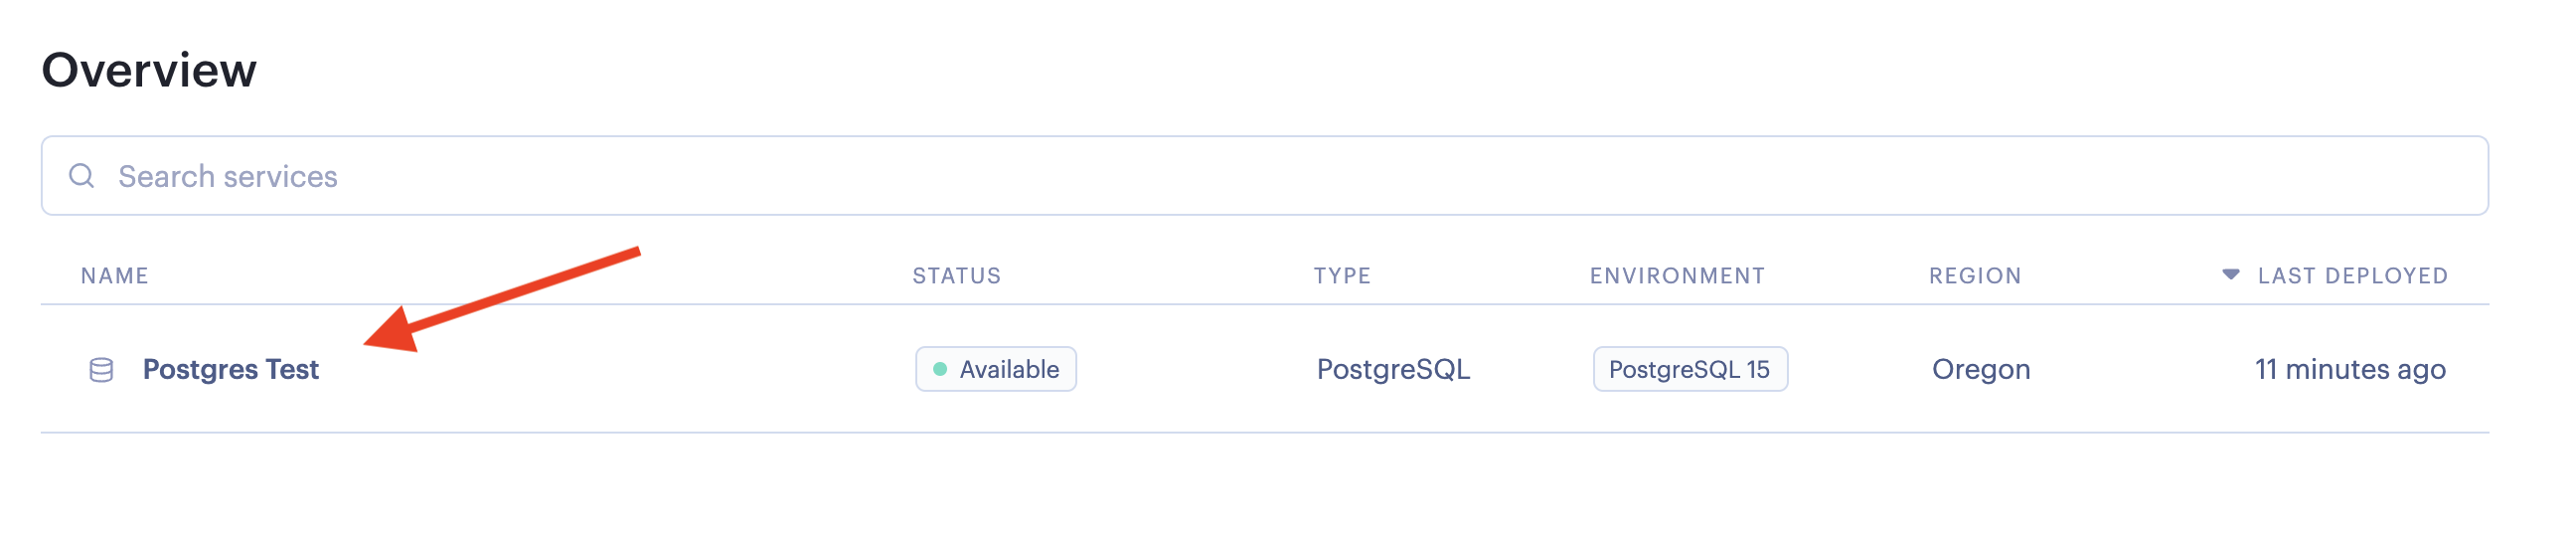 Overview
Search services
NAME STATUS TYPE ENVIRONMENT REGION LAST DEPLOYED
Postgres Test Available PostgreSQL PostgreSQL 15 Oregon 11 minutes ago